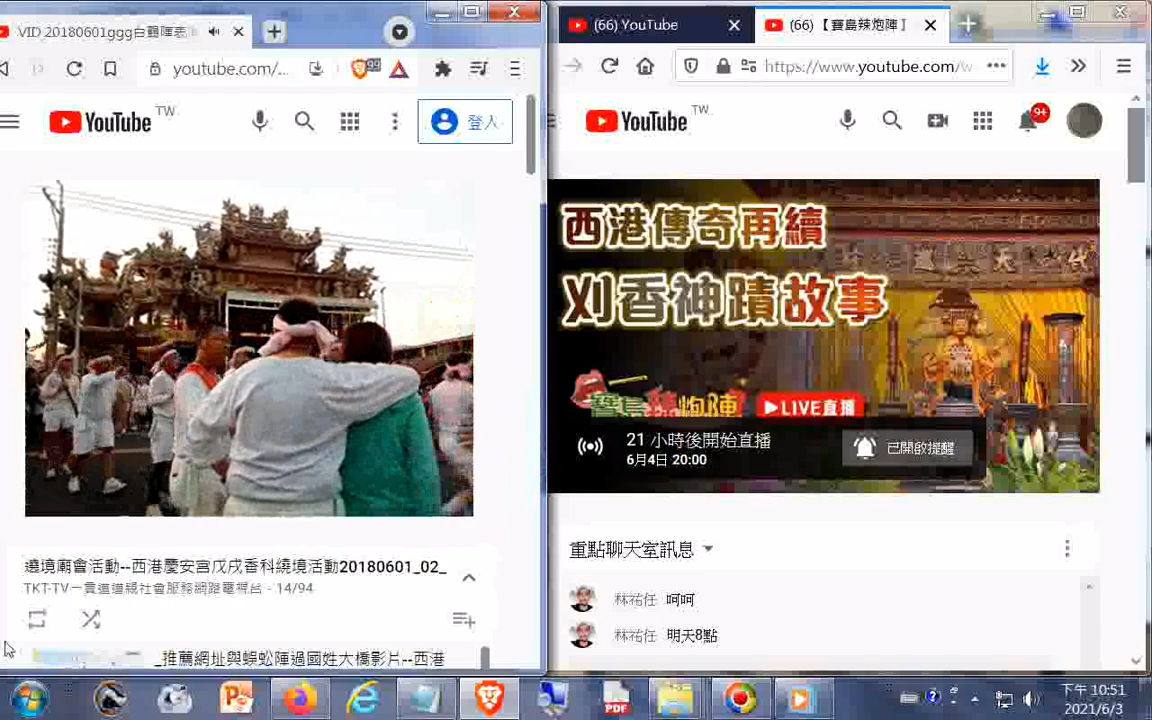 VID 20180601ggg白鶴陣表
youtube.com/...
99
YouTube TW
登入
遶境廟會活動--西港慶安宮戊戌香科繞境活動20180601_02_
TKT-TV一貫道道親社會服務網路電視台 - 14/94
_推薦網址與蜈蚣陣過國姓大橋影片--西港
(66) YouTube
(66)【寶島辣炮陣】
https://www.youtube.com/w
YouTube TW
9+
西港傳奇再續
刈香神蹟故事
寶島辣炮陣
LIVE直播
21 小時後開始直播
6月4日 20:00
已開啟提醒
重點聊天室訊息
林祐任 呵呵
林祐任 明天8點
PDF
下午 10:51
2021/6/3